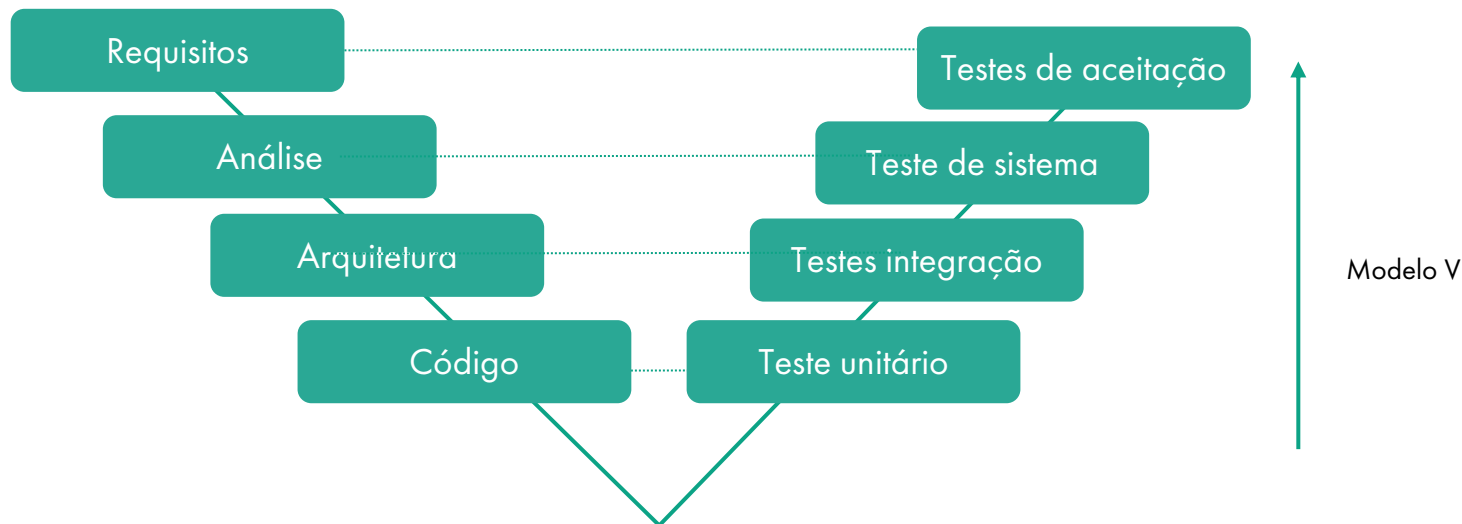 Requisitos
Testes de aceitação
Análise
Teste de sistema
Arquitetura
Testes integração
Modelo V
Código
Teste unitário